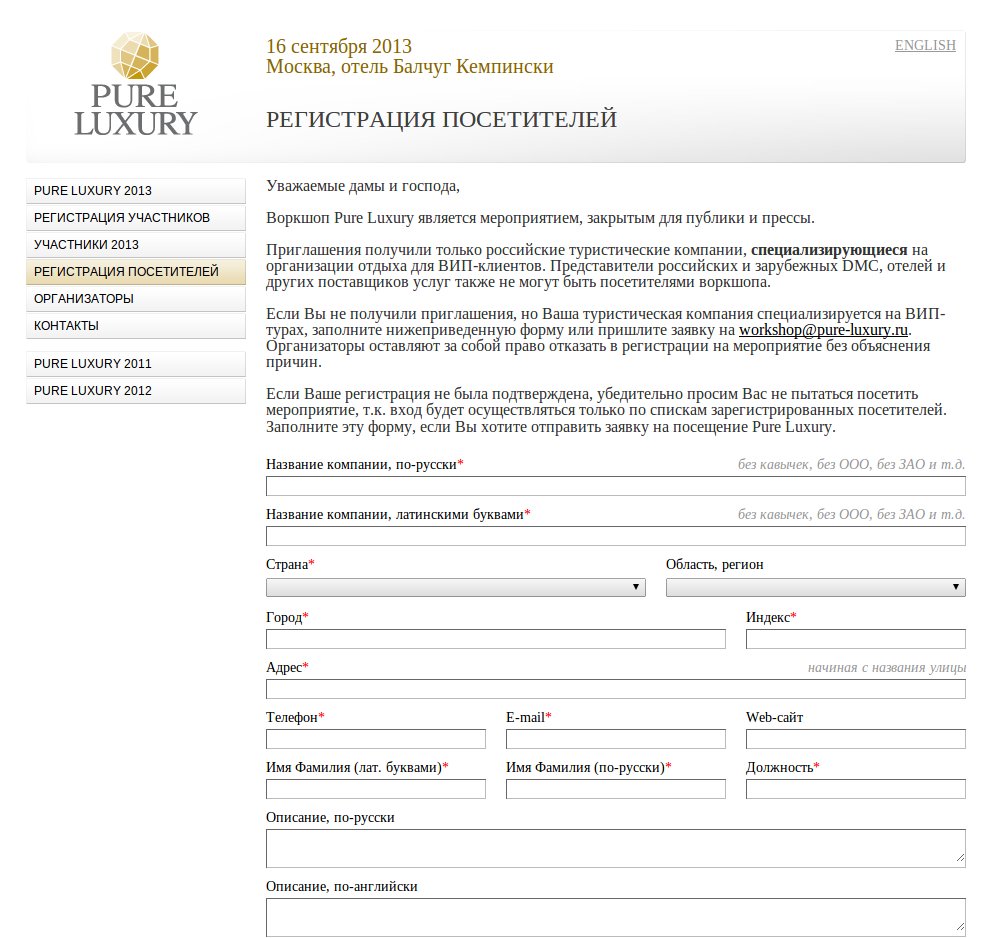 PURE
LUXURY
16 сентября 2013
Москва, отель Балчуг Кемпински
ENGLISH
РЕГИСТРАЦИЯ ПОСЕТИТЕЛЕЙ
PURE LUXURY 2013
РЕГИСТРАЦИЯ УЧАСТНИКОВ
УЧАСТНИКИ 2013
РЕГИСТРАЦИЯ ПОСЕТИТЕЛЕЙ
ОРГАНИЗАТОРЫ
КОНТАКТЫ
PURE LUXURY 2011
PURE LUXURY 2012
Уважаемые дамы и господа,
Воркшоп Pure Luxury является мероприятием, закрытым для публики и прессы.
Приглашения получили только российские туристические компании, специализирующиеся на
организации отдыха для ВИП-клиентов. Представители российских и зарубежных DMC, отелей и
других поставщиков услуг также не могут быть посетителями воркшопа.
Если Вы не получили приглашения, но Ваша туристическая компания специализируется на ВИП-
турах, заполните нижеприведенную форму или пришлите заявку на workshop@pure-luxury.ru.
Организаторы оставляют за собой право отказать в регистрации на мероприятие без объяснения
причин.
Если Ваше регистрация не была подтверждена, убедительно просим Вас не пытаться посетить
мероприятие, т.к. вход будет осуществляться только по спискам зарегистрированных посетителей.
Заполните эту форму, если Вы хотите отправить заявку на посещение Pure Luxury.
Название компании, по-русски* без кавычек, без ООО, без ЗАО и т.д.
Название компании, латинскими буквами* без кавычек, без ООО, без ЗАО и т.д.
Страна* Область, регион
Город* Индекс*
Адрес* начиная с названия улицы
Телефон* E-mail* Web-сайт
Имя Фамилия (лат. буквами)* Имя Фамилия (по-русски)* Должность*
Описание, по-русски
Описание, по-английски